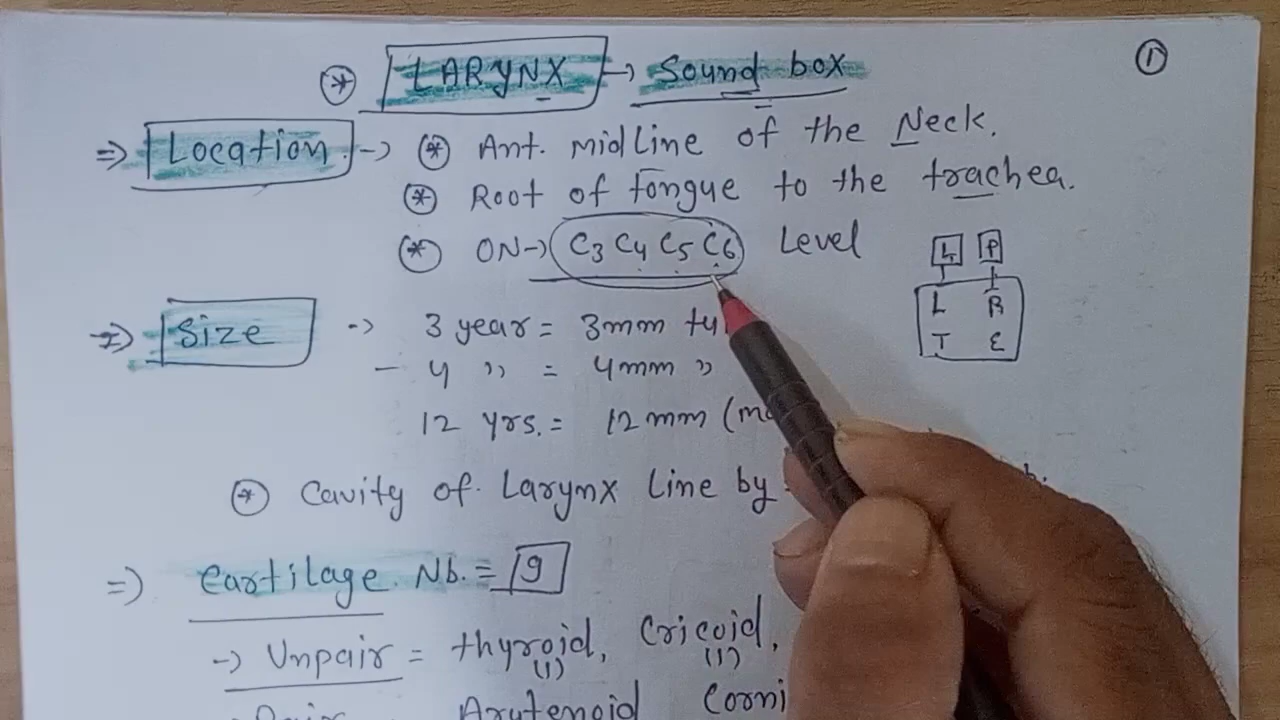 * LARYNX → Sound box
1
⇒ Location → * Ant. midline of the Neck.
* Root of tongue to the trachea.
* ON→ C3 C4 C5 C6 Level
L P
L R
T E
⇒ Size → 3 year = 3mm
- 4 ,, = 4mm ,,
12 yrs. = 12 mm
* Cavity of Larynx Line by
⇒ Cartilage Nb. = 9
→ Unpair = thyroid, Cricoid,
(1) (1)
Arytenoid